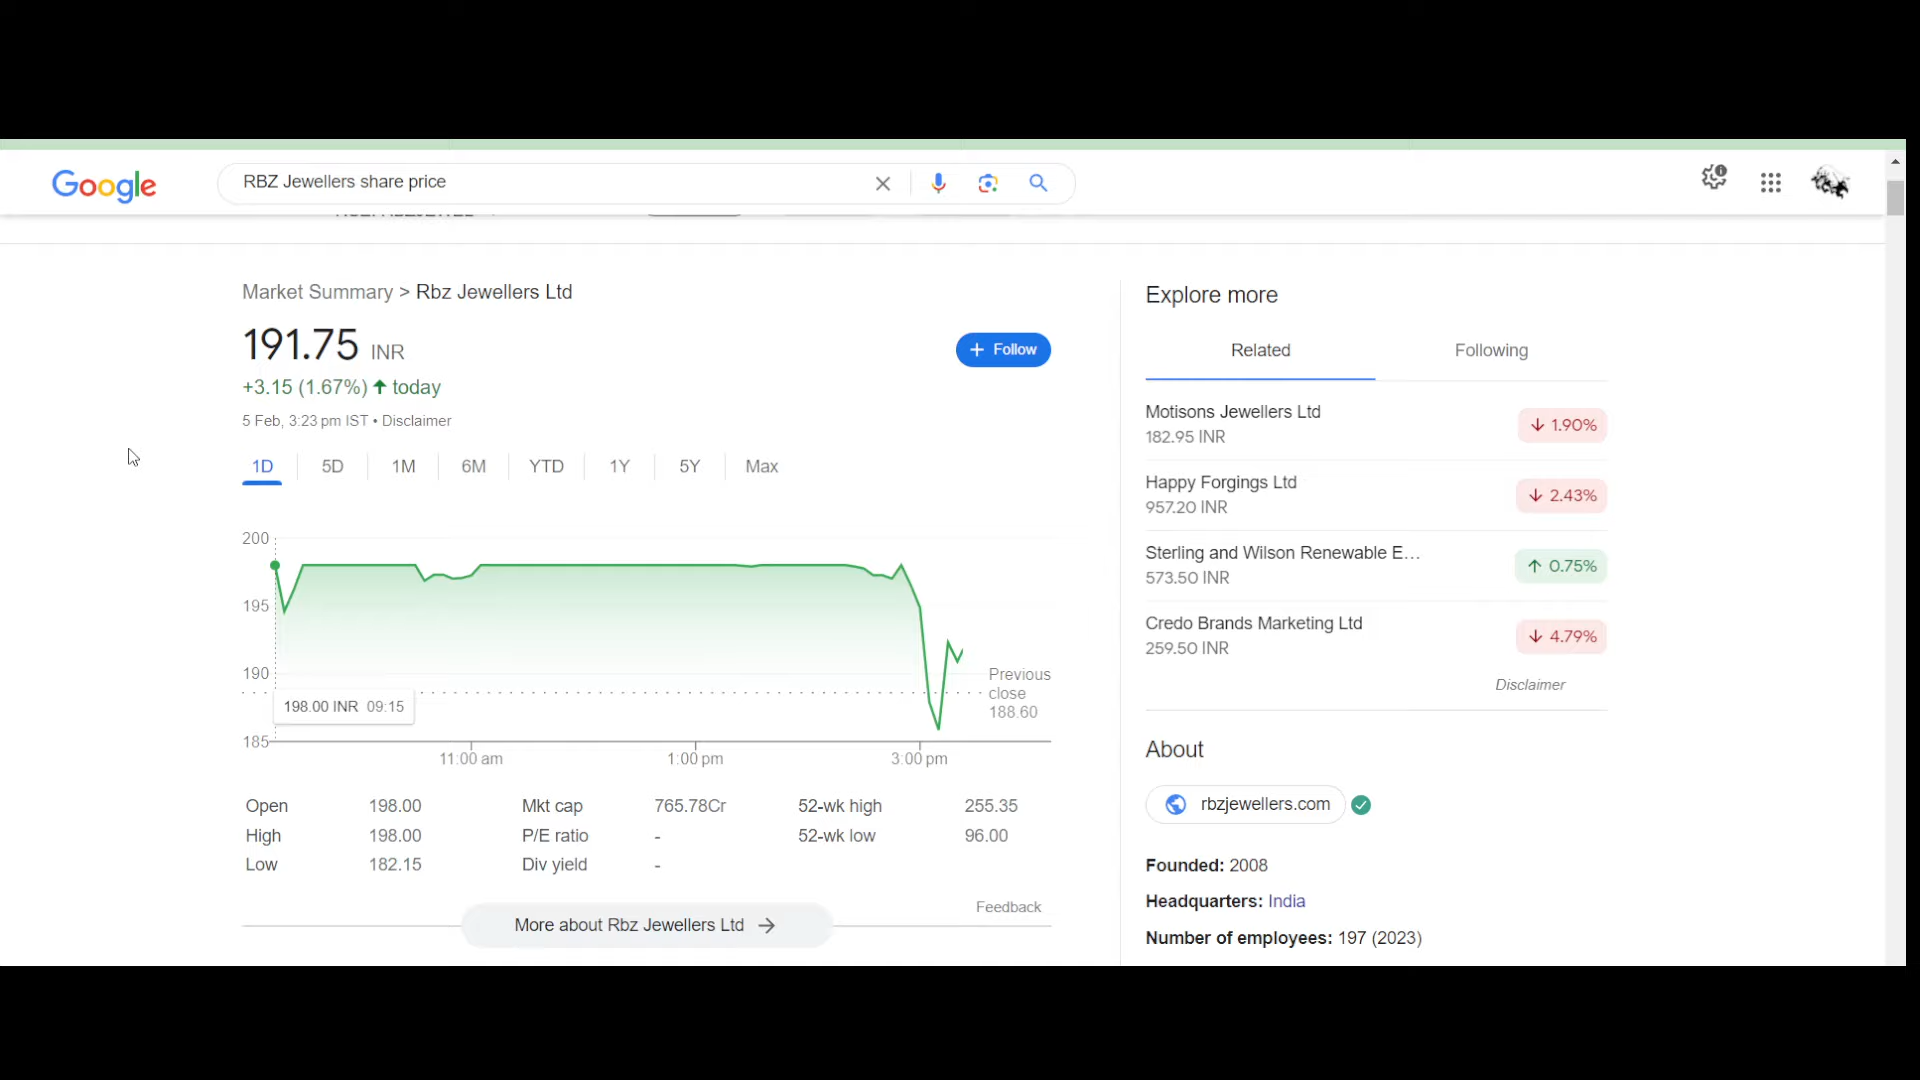 Google
RBZ Jewellers share price
Market Summary > Rbz Jewellers Ltd
191.75 INR
+3.15 (1.67%) ↑ today
5 Feb, 3:23 pm IST • Disclaimer
+ Follow
1D 5D 1M 6M YTD 1Y 5Y Max
200
195
190
185
198.00 INR 09:15
Previous
close
188.60
11:00 am 1:00 pm 3:00 pm
Open 198.00 Mkt cap 765.78Cr 52-wk high 255.35
High 198.00 P/E ratio - 52-wk low 96.00
Low 182.15 Div yield -
Feedback
More about Rbz Jewellers Ltd →
Explore more
Related Following
Motisons Jewellers Ltd
182.95 INR
↓ 1.90%
Happy Forgings Ltd
957.20 INR
↓ 2.43%
Sterling and Wilson Renewable E...
573.50 INR
↑ 0.75%
Credo Brands Marketing Ltd
259.50 INR
↓ 4.79%
Disclaimer
About
rbzjewellers.com
Founded: 2008
Headquarters: India
Number of employees: 197 (2023)